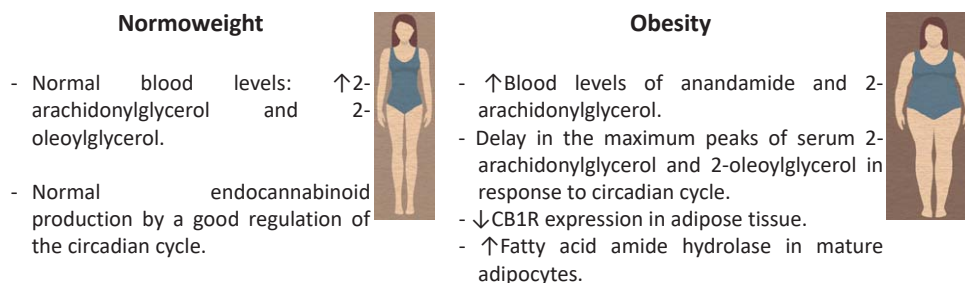 Normoweight
- Normal blood levels: ↑2-
arachidonylglycerol and 2-
oleoylglycerol.
- Normal endocannabinoid
production by a good regulation of
the circadian cycle.
Obesity
- ↑Blood levels of anandamide and 2-
arachidonylglycerol.
- Delay in the maximum peaks of serum 2-
arachidonylglycerol and 2-oleoylglycerol in
response to circadian cycle.
- ↓CB1R expression in adipose tissue.
- ↑Fatty acid amide hydrolase in mature
adipocytes.